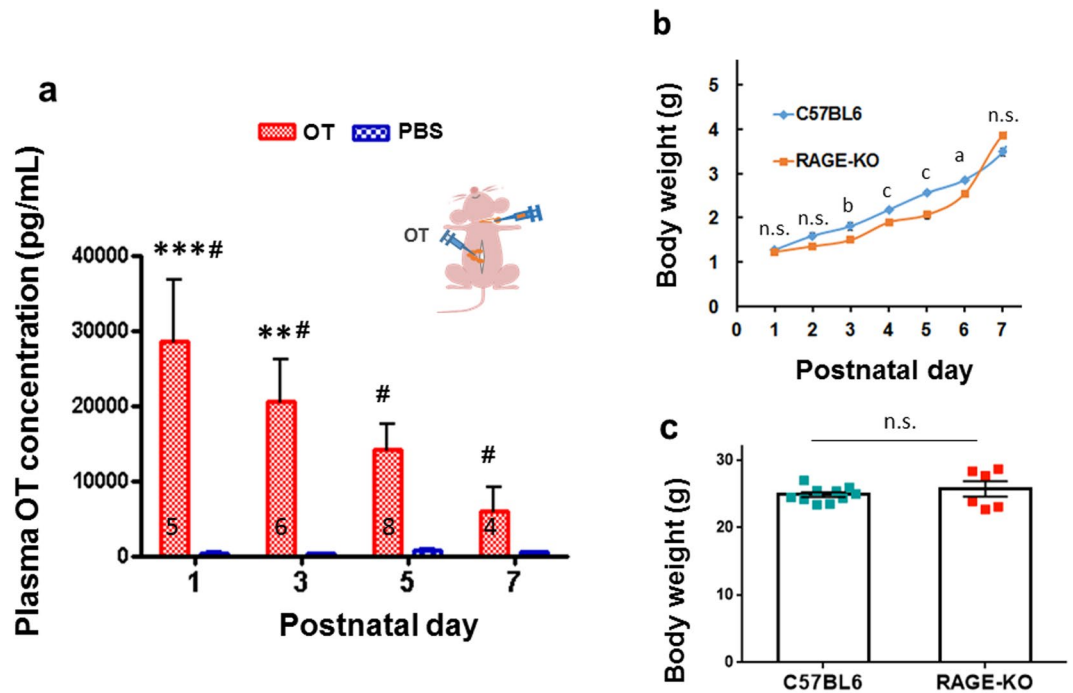 a
OT PBS
Plasma OT concentration (pg/mL)
40000
30000
20000
10000
0
***#
**#
#
#
5
6
8
4
1 3 5 7
Postnatal day
OT
b
Body weight (g)
5
4
3
2
1
0
C57BL6
RAGE-KO
n.s. n.s. b c c a n.s.
0 1 2 3 4 5 6 7
Postnatal day
c
n.s.
Body weight (g)
30
20
10
0
C57BL6 RAGE-KO